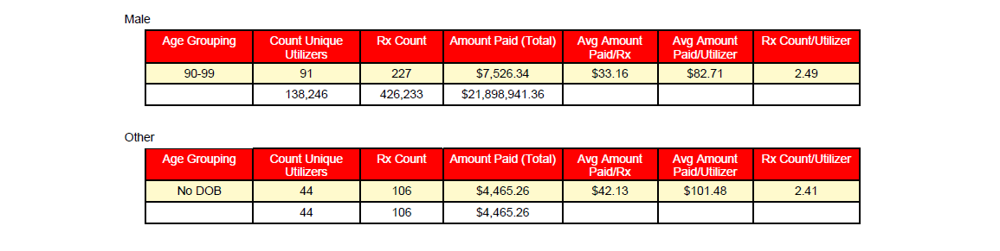 Male
Age Grouping Count Unique Utilizers Rx Count Amount Paid (Total) Avg Amount Paid/Rx Avg Amount Paid/Utilizer Rx Count/Utilizer
90-99 91 227 $7,526.34 $33.16 $82.71 2.49
138,246 426,233 $21,898,941.36
Other
Age Grouping Count Unique Utilizers Rx Count Amount Paid (Total) Avg Amount Paid/Rx Avg Amount Paid/Utilizer Rx Count/Utilizer
No DOB 44 106 $4,465.26 $42.13 $101.48 2.41
44 106 $4,465.26